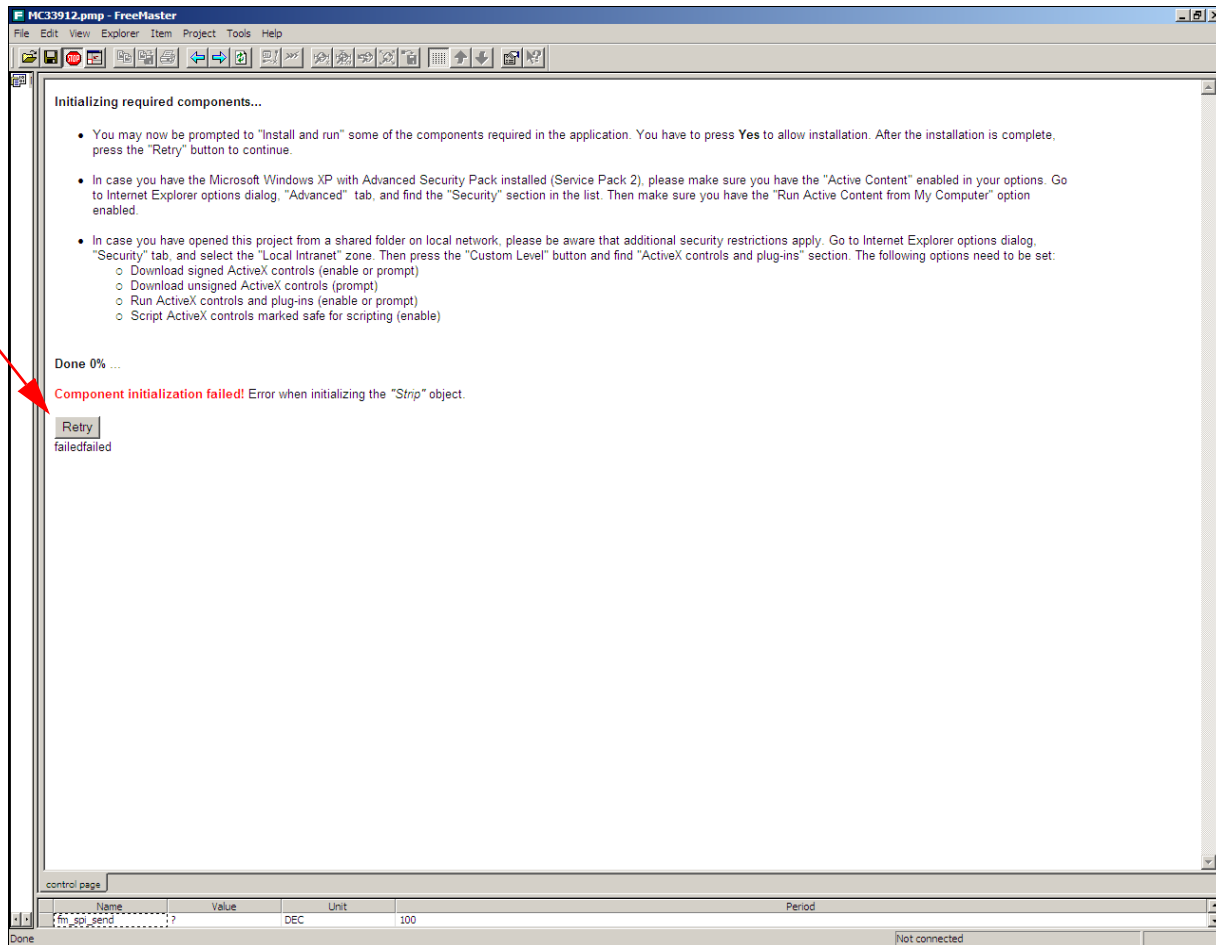 MC33912.pmp - FreeMaster
File Edit View Explorer Item Project Tools Help
Initializing required components...
• You may now be prompted to "Install and run" some of the components required in the application. You have to press Yes to allow installation. After the installation is complete,
press the "Retry" button to continue.
• In case you have the Microsoft Windows XP with Advanced Security Pack installed (Service Pack 2), please make sure you have the "Active Content" enabled in your options. Go
to Internet Explorer options dialog, "Advanced" tab, and find the "Security" section in the list. Then make sure you have the "Run Active Content from My Computer" option
enabled.
• In case you have opened this project from a shared folder on local network, please be aware that additional security restrictions apply. Go to Internet Explorer options dialog,
"Security" tab, and select the "Local Intranet" zone. Then press the "Custom Level" button and find "ActiveX controls and plug-ins" section. The following options need to be set:
○ Download signed ActiveX controls (enable or prompt)
○ Download unsigned ActiveX controls (prompt)
○ Run ActiveX controls and plug-ins (enable or prompt)
○ Script ActiveX controls marked safe for scripting (enable)
Done 0% ...
Component initialization failed! Error when initializing the "Strip" object.
Retry
failedfailed
control page
Name Value Unit Period
fm_spi_send ? DEC 100
Done Not connected